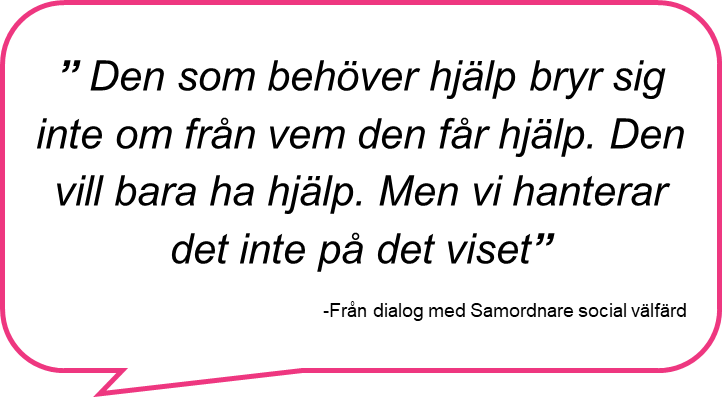 ” Den som behöver hjälp bryr sig
inte om från vem den får hjälp. Den
vill bara ha hjälp. Men vi hanterar
det inte på det viset”
-Från dialog med Samordnare social välfärd